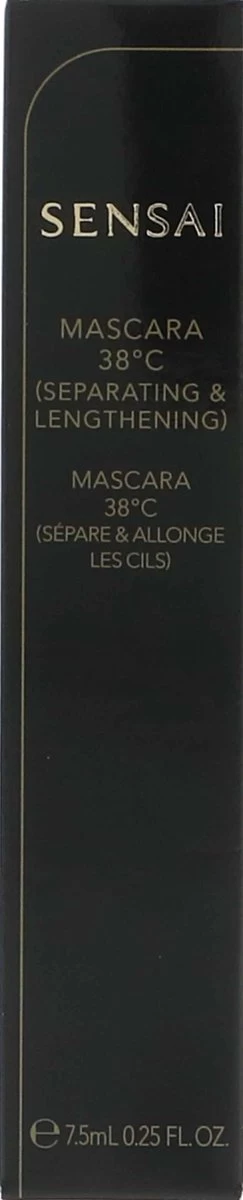 SENSAI
MASCARA
38°C
(SEPARATING &
LENGTHENING)
MASCARA
38°C
(SÉPARE & ALLONGE
LES CILS)
℮ 7.5mL 0.25 FL. OZ.